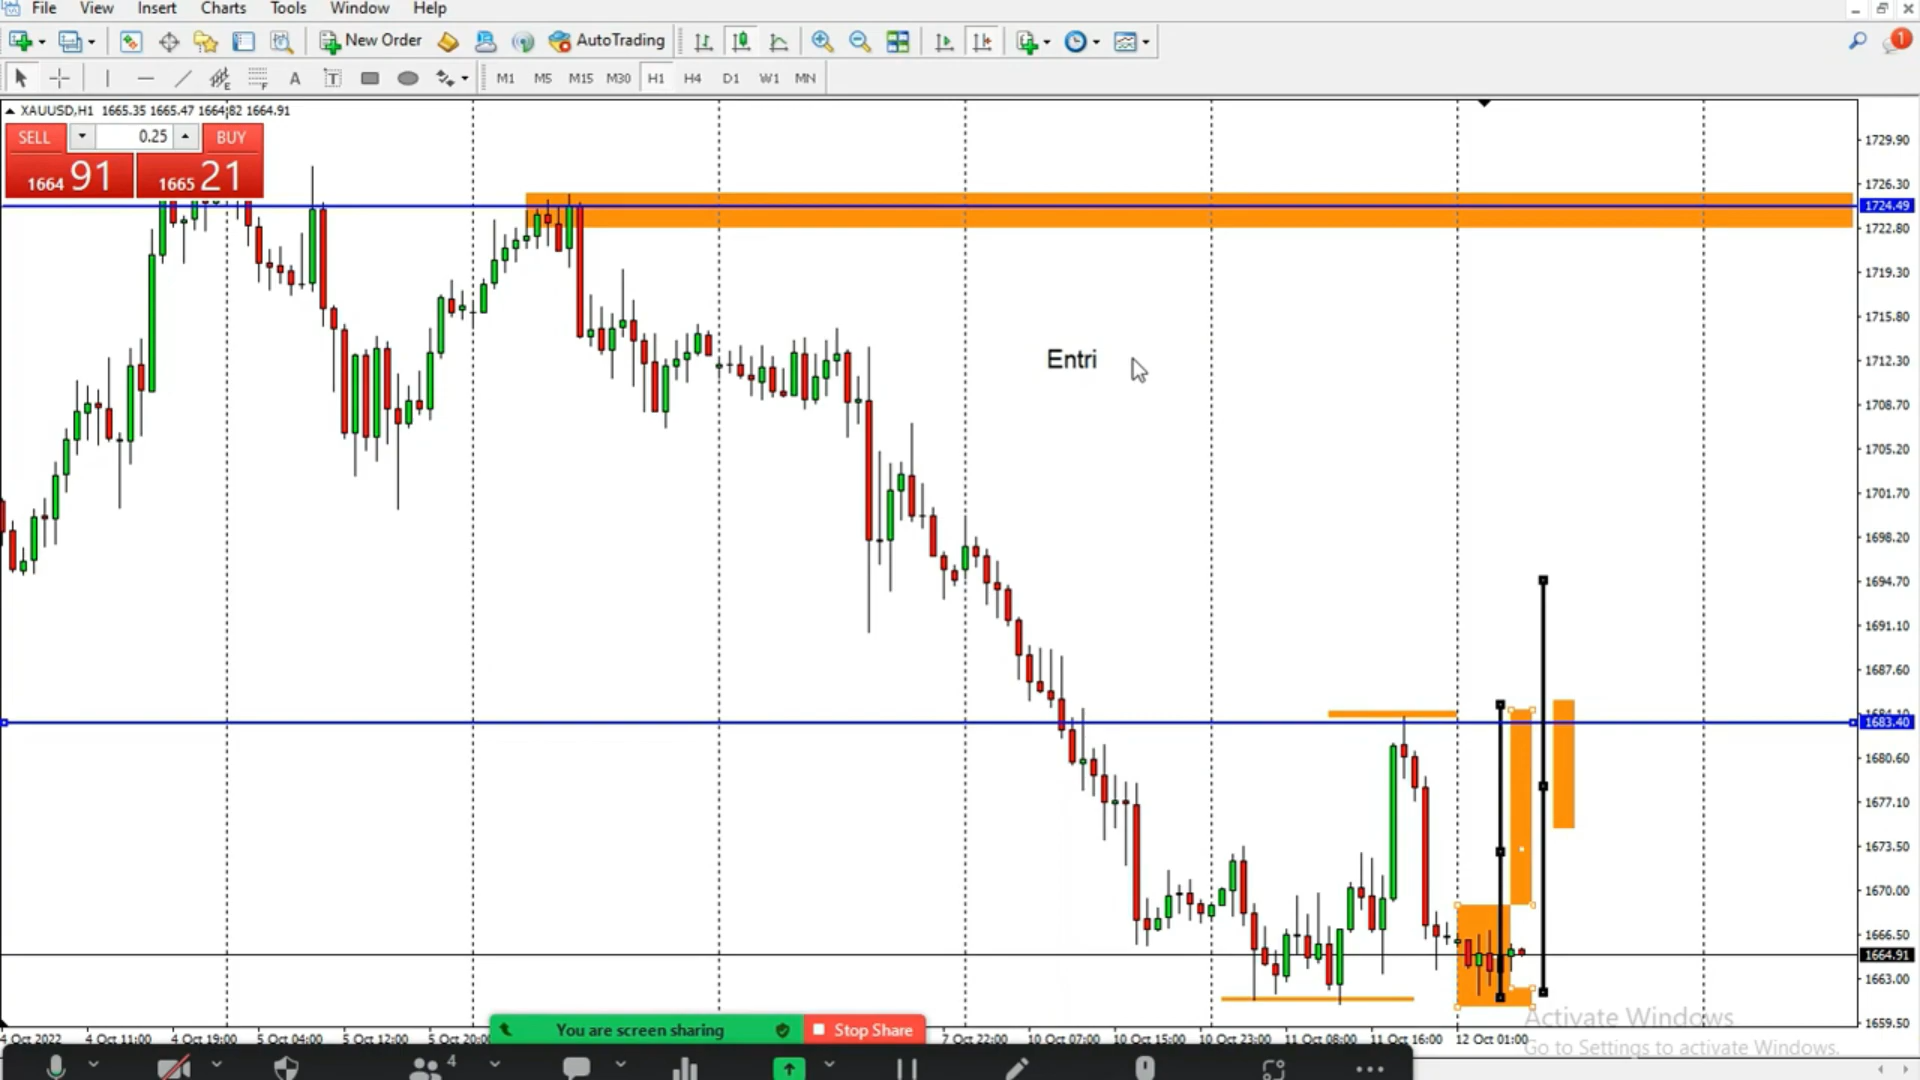 File View Insert Charts Tools Window Help
New Order AutoTrading 1
A T M1 M5 M15 M30 H1 H4 D1 W1 MN
XAUUSD,H1 1665.35 1665.47 1664.82 1664.91
SELL 0.25 BUY
1664 91 1665 21
1729.90
1726.30
1724.49
1722.80
1719.30
1715.80
Entri
1712.30
1708.70
1705.20
1701.70
1698.20
1694.70
1691.10
1687.60
1683.40
1680.60
1677.10
1673.50
1670.00
1666.50
1664.91
1663.00
1659.50
Activate Windows
Go to Settings to activate Windows.
You are screen sharing Stop Share
4 Oct 2022 4 Oct 11:00 4 Oct 19:00 5 Oct 04:00 5 Oct 12:00 7 Oct 22:00 10 Oct 07:00 10 Oct 15:00 10 Oct 23:00 11 Oct 08:00 11 Oct 16:00 12 Oct 01:00
4